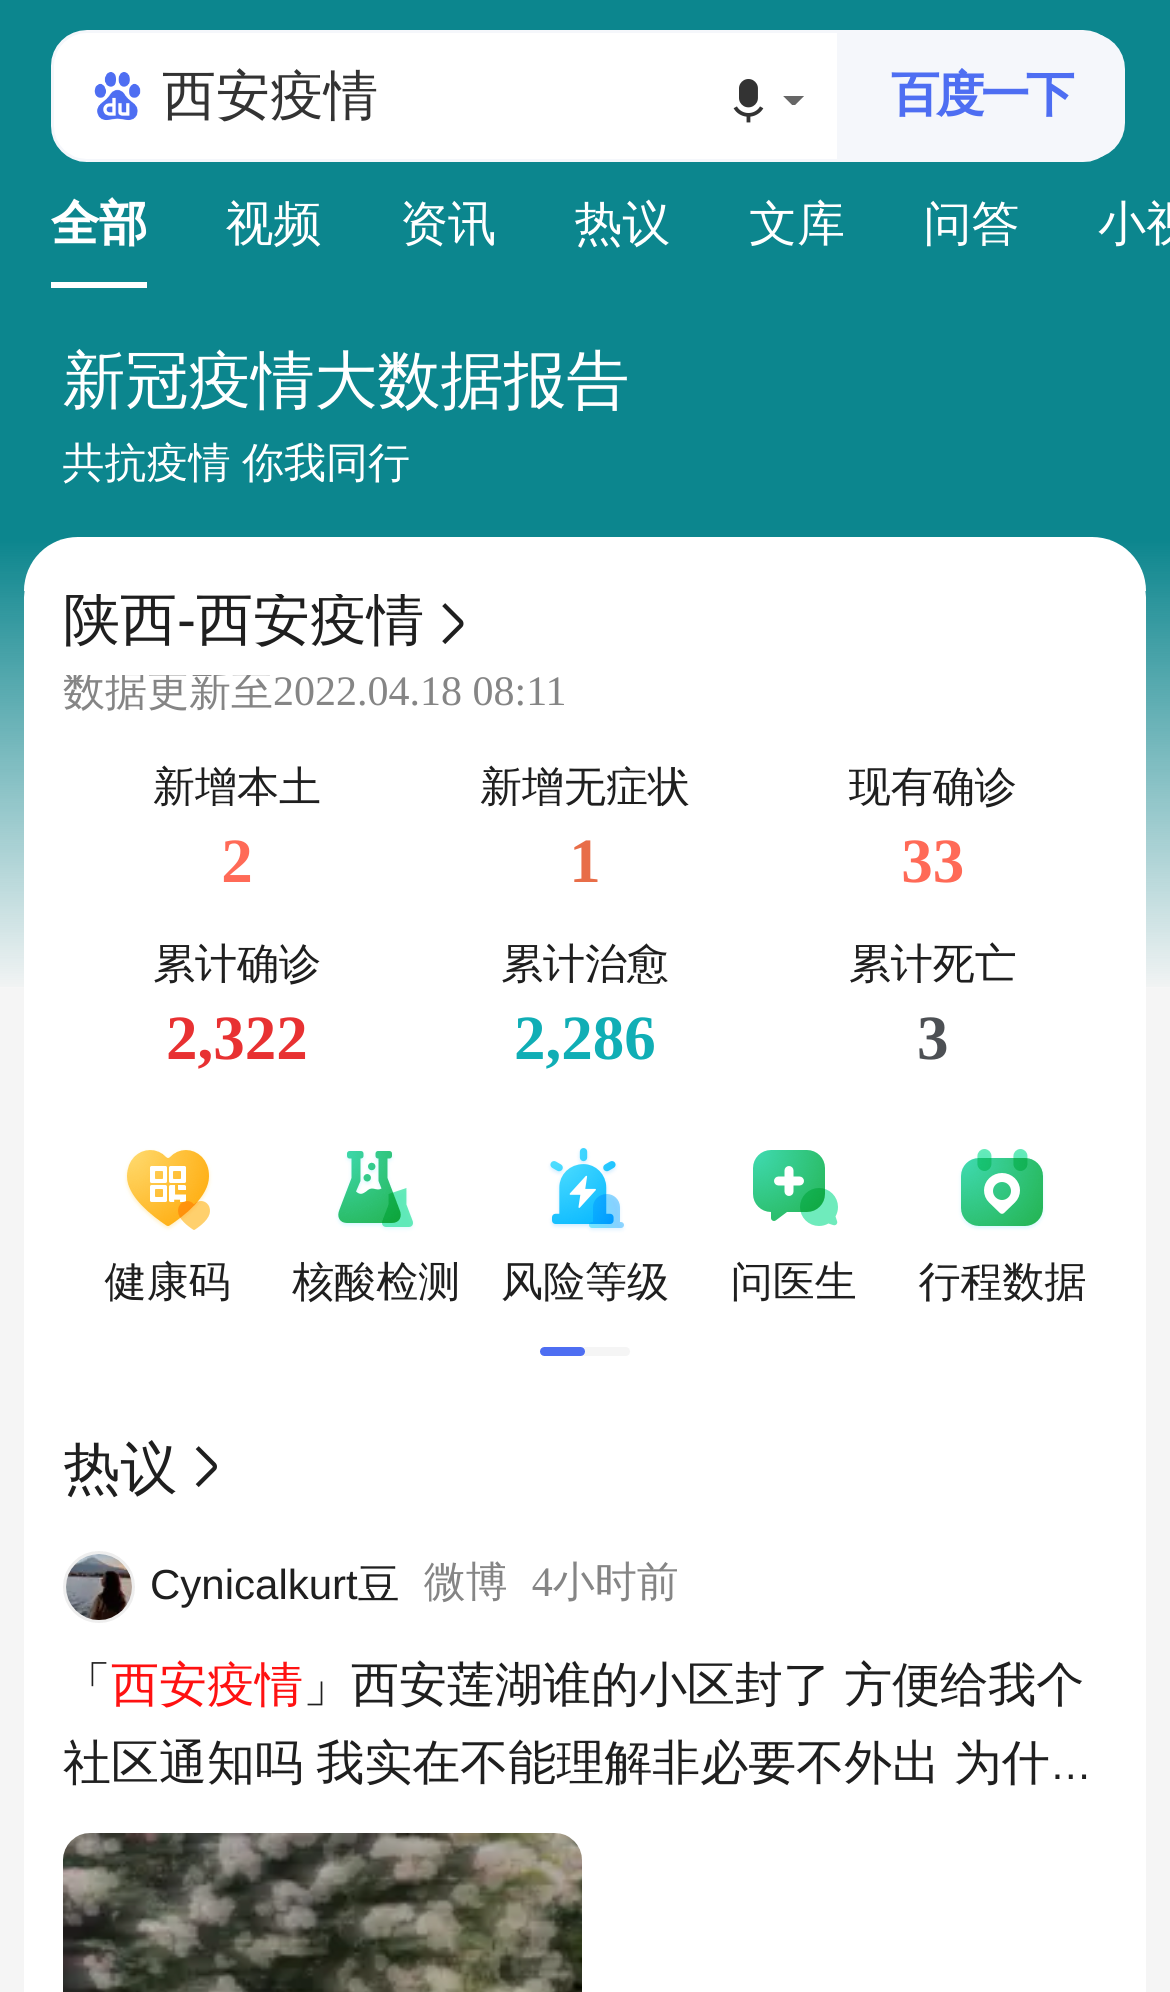 du 西安疫情 百度一下
全部 视频 资讯 热议 文库 问答 小
新冠疫情大数据报告
共抗疫情 你我同行
陕西-西安疫情
数据更新至2022.04.18 08:11
新增本土 新增无症状 现有确诊
2 1 33
累计确诊 累计治愈 累计死亡
2,322 2,286 3
健康码 核酸检测 风险等级 问医生 行程数据
热议
Cynicalkurt豆 微博 4小时前
「西安疫情」西安莲湖谁的小区封了 方便给我个
社区通知吗 我实在不能理解非必要不外出 为什...